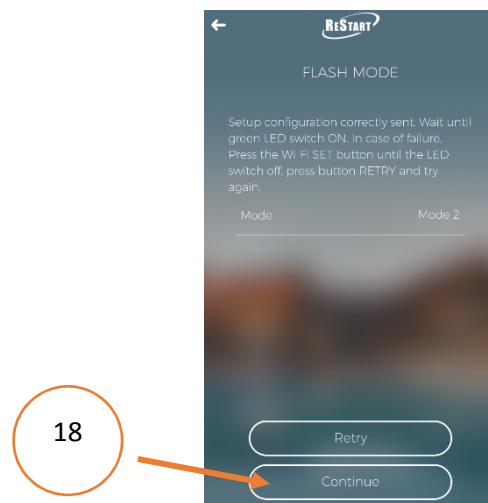 RESTART
FLASH MODE
Setup configuration correctly sent. Wait until
green LED switch ON. In case of failure,
Press the Wi Fi SET button until the LED
switch off, press button RETRY and try
again.
Mode Mode 2
18
Retry
Continue